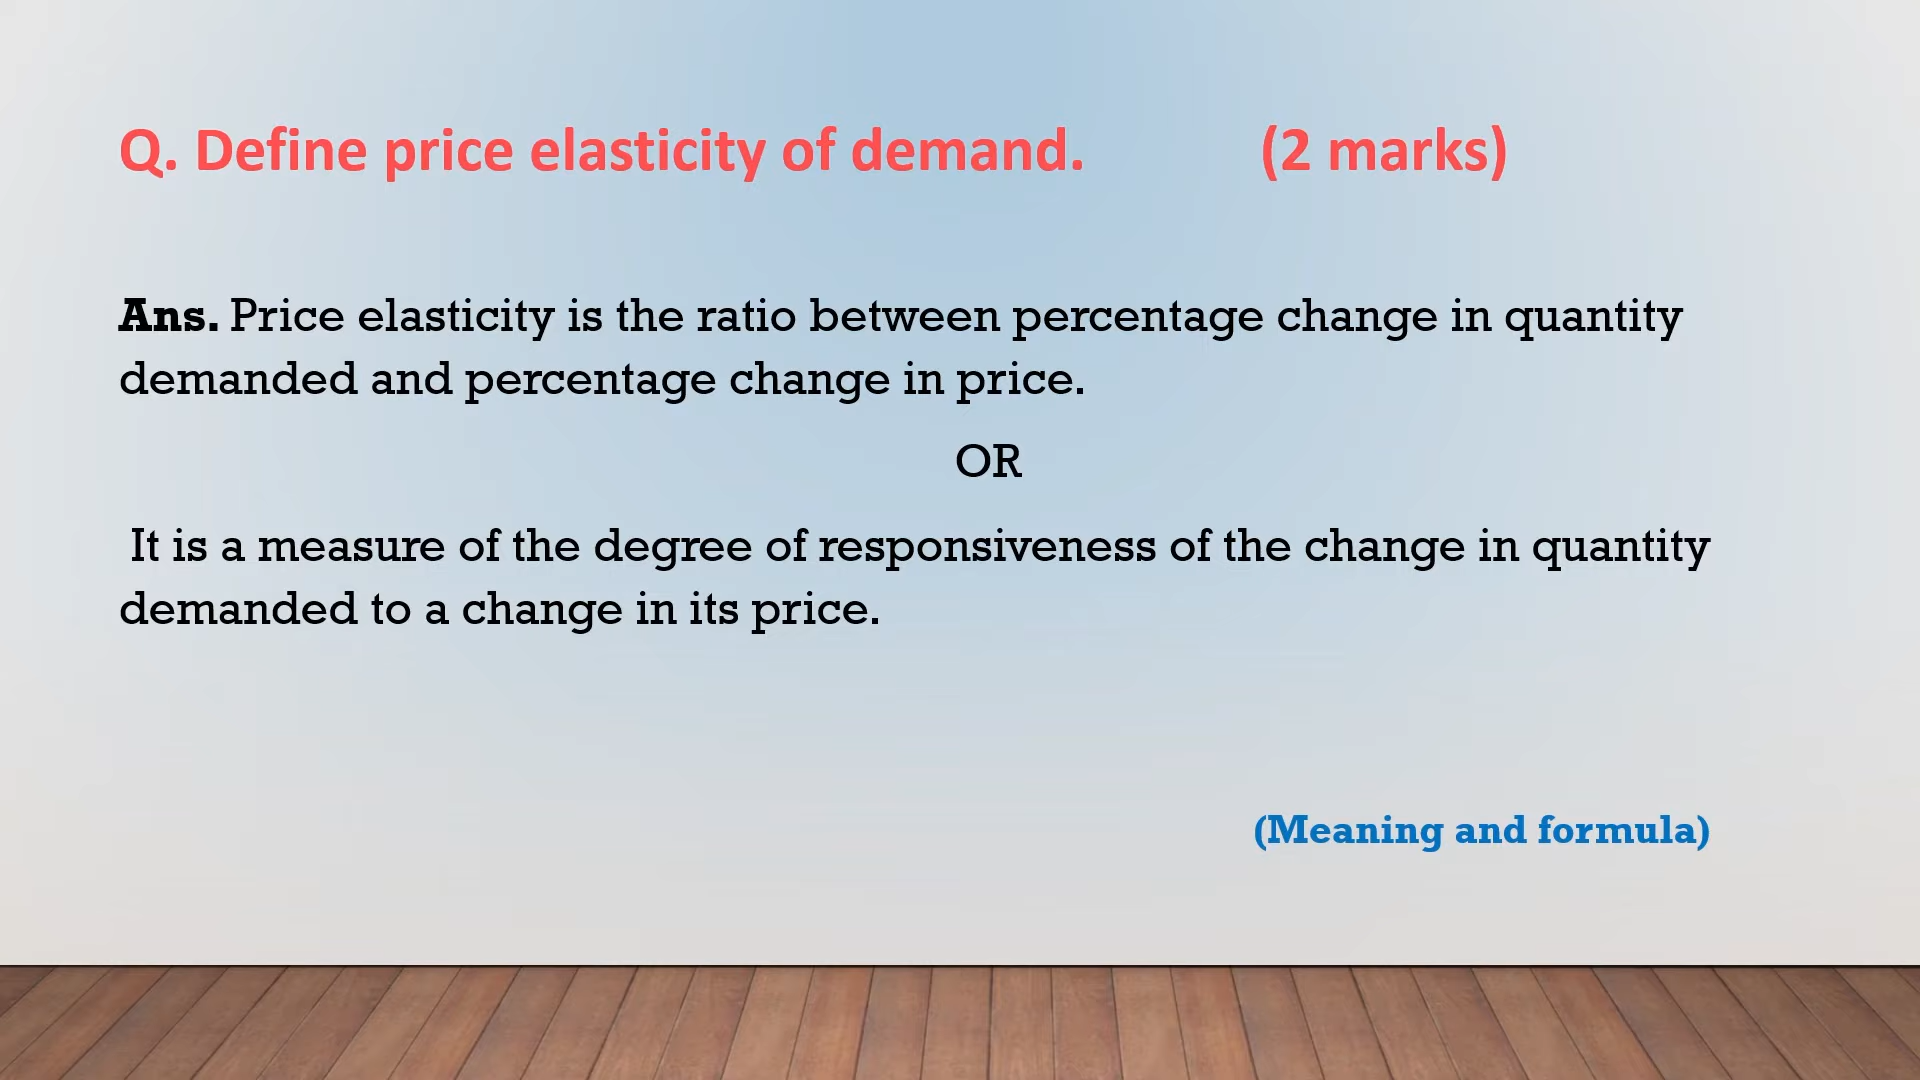 Q. Define price elasticity of demand. (2 marks)
Ans. Price elasticity is the ratio between percentage change in quantity
demanded and percentage change in price.
OR
It is a measure of the degree of responsiveness of the change in quantity
demanded to a change in its price.
(Meaning and formula)